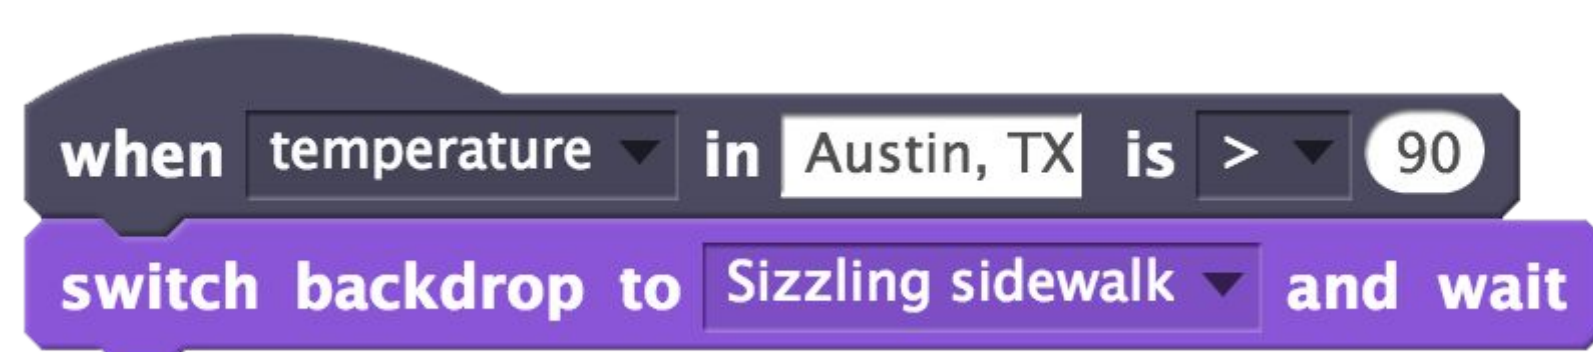 when temperature in Austin, TX is > 90
switch backdrop to Sizzling sidewalk and wait